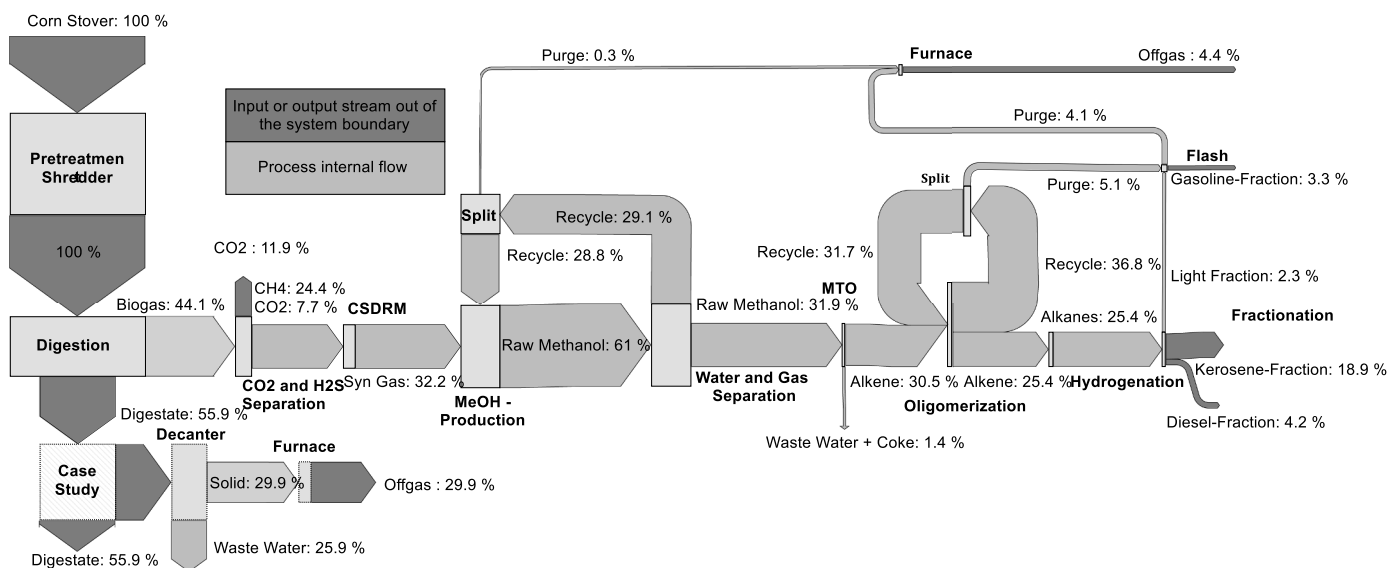 Corn Stover: 100 %
Purge: 0.3 %
Furnace
Offgas : 4.4 %
Input or output stream out of
the system boundary
Process internal flow
Purge: 4.1 %
Pretreatmen
t
Shredder
Flash
Gasoline-Fraction: 3.3 %
Split
Purge: 5.1 %
Split
Recycle: 29.1 %
100 %
CO2 : 11.9 %
Recycle: 28.8 %
Recycle: 31.7 %
Recycle: 36.8 %
Light Fraction: 2.3 %
CH4: 24.4 %
CO2: 7.7 %
Biogas: 44.1 %
CSDRM
Raw Methanol: 31.9 %
MTO
Alkanes: 25.4 %
Fractionation
Digestion
Raw Methanol: 61 %
CO2 and H2S
Separation
Syn Gas: 32.2 %
MeOH -
Production
Water and Gas
Separation
Alkene: 30.5 %
Alkene: 25.4 %
Hydrogenation
Kerosene-Fraction: 18.9 %
Oligomerization
Digestate: 55.9 %
Diesel-Fraction: 4.2 %
Decanter
Furnace
Waste Water + Coke: 1.4 %
Case
Study
Solid: 29.9 %
Offgas : 29.9 %
Waste Water: 25.9 %
Digestate: 55.9 %